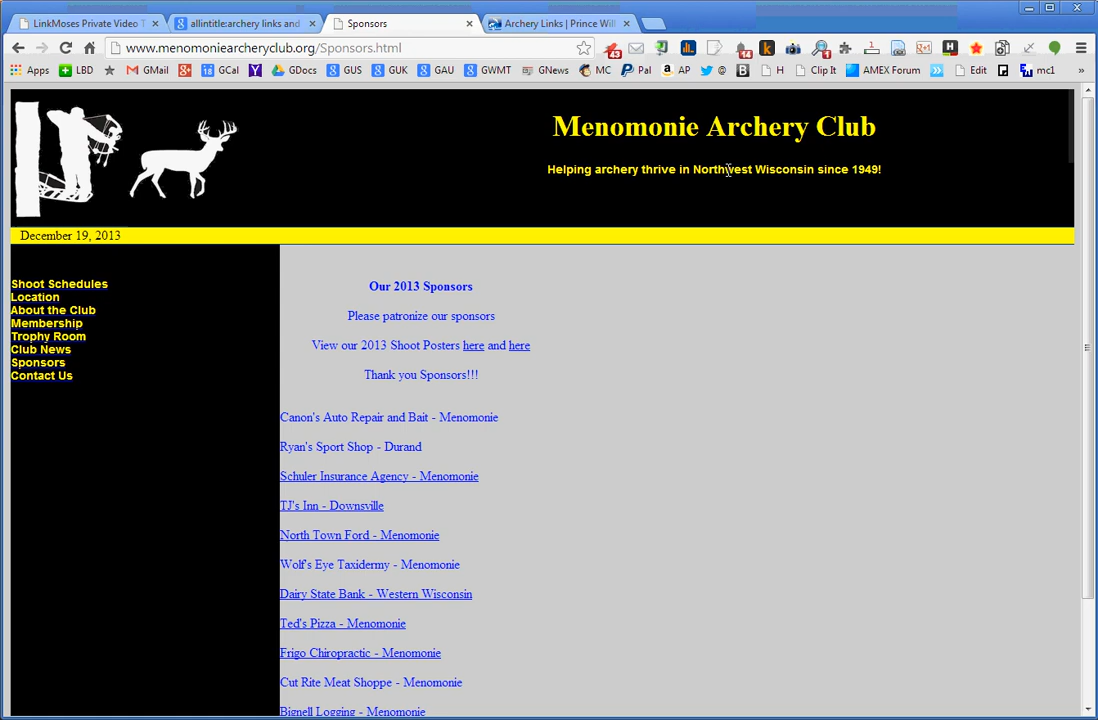 LinkMoses Private Video T
allintitle:archery links and
Sponsors
Archery Links | Prince Will
www.menomoniearcheryclub.org/Sponsors.html
43
14
1
1
Apps
LBD
GMail
18 GCal
GDocs
GUS
GUK
GAU
GWMT
GNews
MC
Pal
AP
@
H
Clip It
AMEX Forum
Edit
mc1
»
Menomonie Archery Club
Helping archery thrive in Northwest Wisconsin since 1949!
December 19, 2013
Shoot Schedules
Location
About the Club
Membership
Trophy Room
Club News
Sponsors
Contact Us
Our 2013 Sponsors
Please patronize our sponsors
View our 2013 Shoot Posters here and here
Thank you Sponsors!!!
Canon's Auto Repair and Bait - Menomonie
Ryan's Sport Shop - Durand
Schuler Insurance Agency - Menomonie
TJ's Inn - Downsville
North Town Ford - Menomonie
Wolf's Eye Taxidermy - Menomonie
Dairy State Bank - Western Wisconsin
Ted's Pizza - Menomonie
Frigo Chiropractic - Menomonie
Cut Rite Meat Shoppe - Menomonie
Bignell Logging - Menomonie